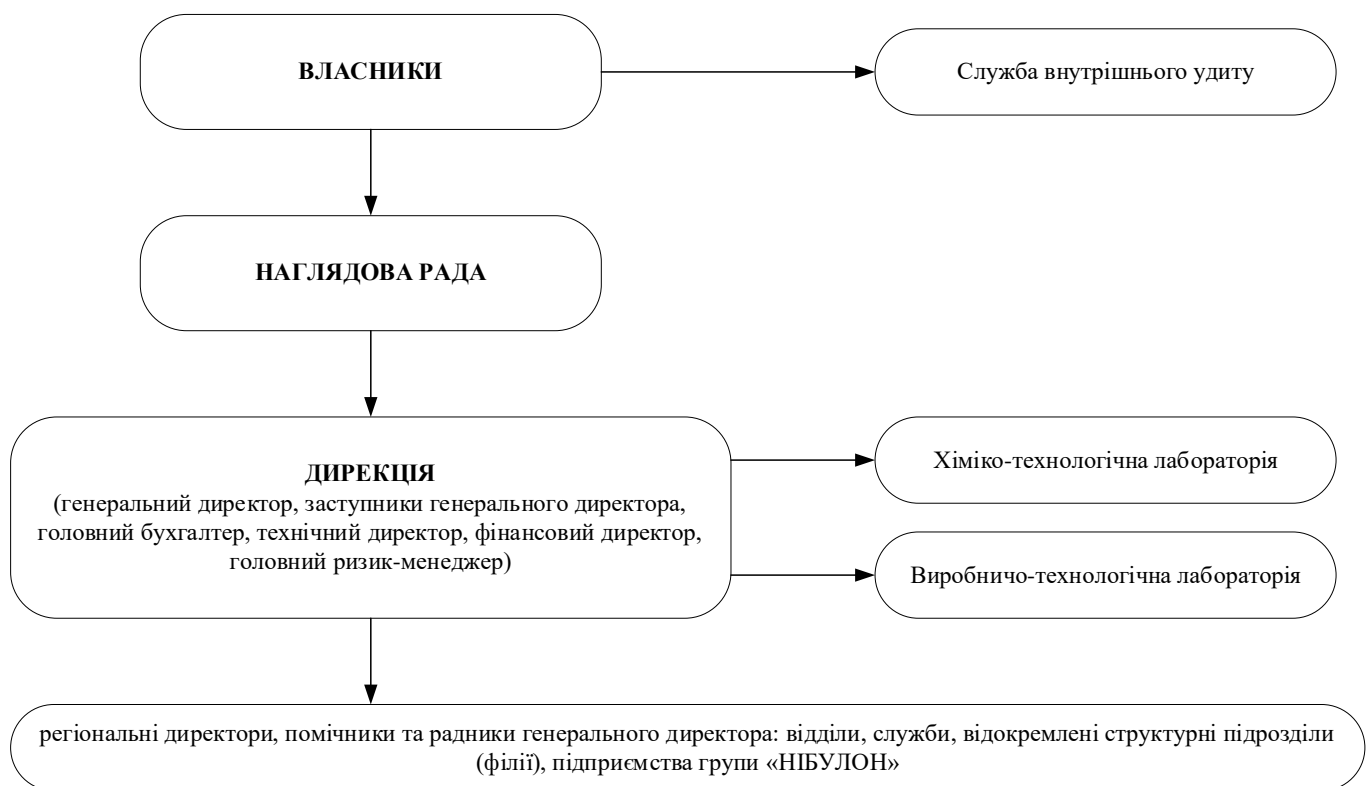 ВЛАСНИКИ
Служба внутрішнього удиту
НАГЛЯДОВА РАДА
ДИРЕКЦІЯ
(генеральний директор, заступники генерального директора,
головний бухгалтер, технічний директор, фінансовий директор,
головний ризик-менеджер)
Хіміко-технологічна лабораторія
Виробничо-технологічна лабораторія
регіональні директори, помічники та радники генерального директора: відділи, служби, відокремлені структурні підрозділи
(філії), підприємства групи «НІБУЛОН»